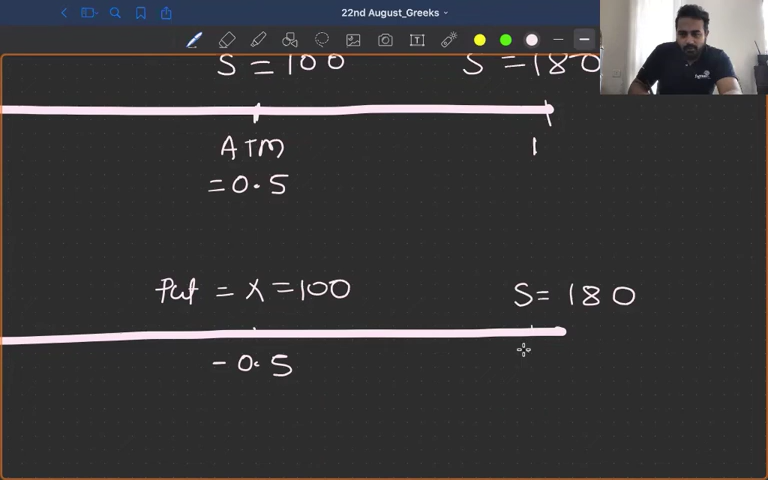 22nd August_Greeks
S = 100
S = 180
ATM
1
= 0.5
Put = X = 100
S = 180
- 0.5